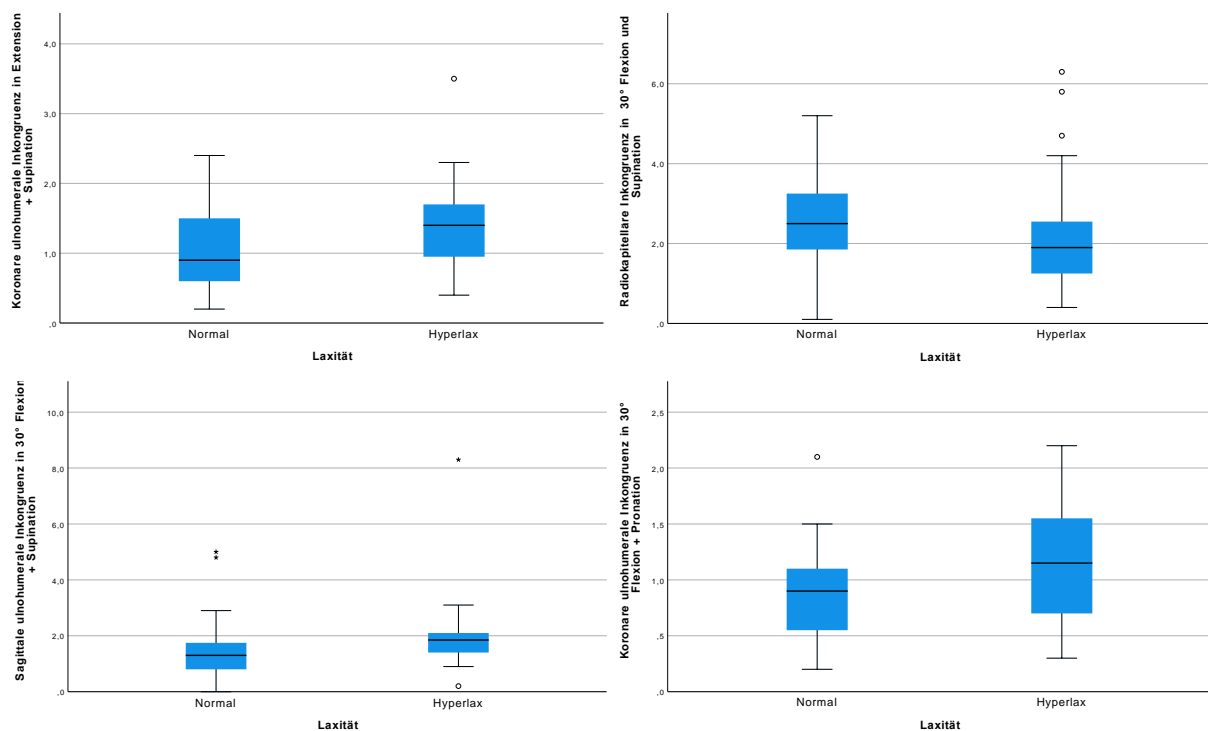 Koronare ulnohumerale Inkongruenz in Extension
+ Supination
4,0
3,0
2,0
1,0
,0
Normal
Hyperlax
Laxität
Radiokapitellare Inkongruenz in 30° Flexion und
Supination
6,0
4,0
2,0
,0
Normal
Hyperlax
Laxität
Sagittale ulnohumerale Inkongruenz in 30° Flexion
+ Supination
10,0
8,0
6,0
4,0
2,0
,0
Normal
Hyperlax
Laxität
Koronare ulnohumerale Inkongruenz in 30°
Flexion + Pronation
2,5
2,0
1,5
1,0
,5
,0
Normal
Hyperlax
Laxität